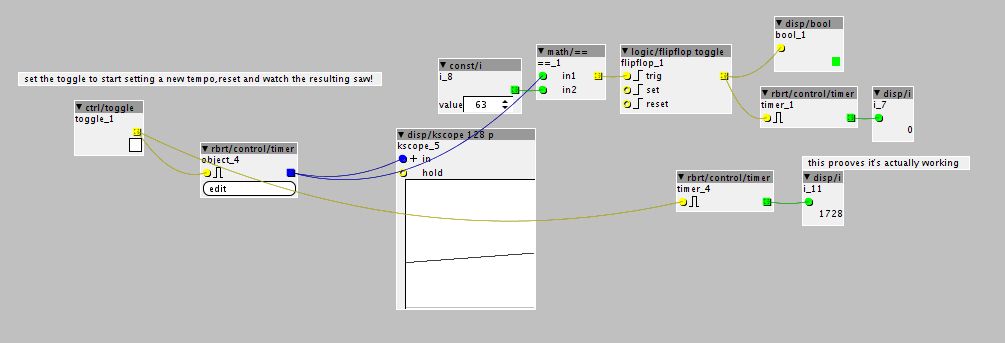 disp/bool
bool_1
math/==
==_1
in1
in2
logic/flipflop toggle
flipflop_1
trig
set
reset
const/i
i_8
value 63
set the toggle to start setting a new tempo,reset and watch the resulting saw!
rbrt/control/timer
timer_1
disp/i
i_7
0
ctrl/toggle
toggle_1
disp/kscope 128 p
kscope_5
+ in
hold
rbrt/control/timer
object_4
edit
this prooves it's actually working
rbrt/control/timer
timer_4
disp/i
i_11
1728